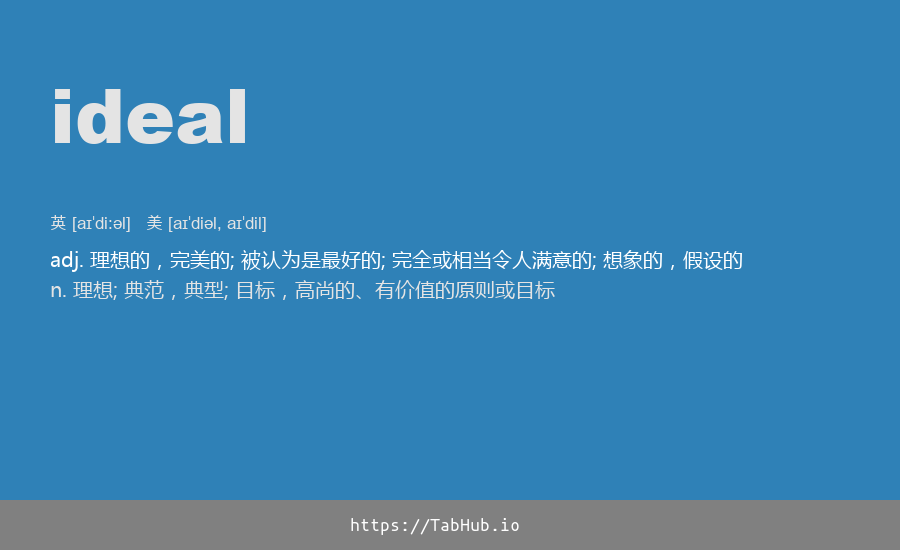 ideal
英 [aɪˈdiːəl] 美 [aɪˈdiəl, aɪˈdil]
adj. 理想的，完美的; 被认为是最好的; 完全或相当令人满意的; 想象的，假设的
n. 理想; 典范，典型; 目标，高尚的、有价值的原则或目标
https://TabHub.io